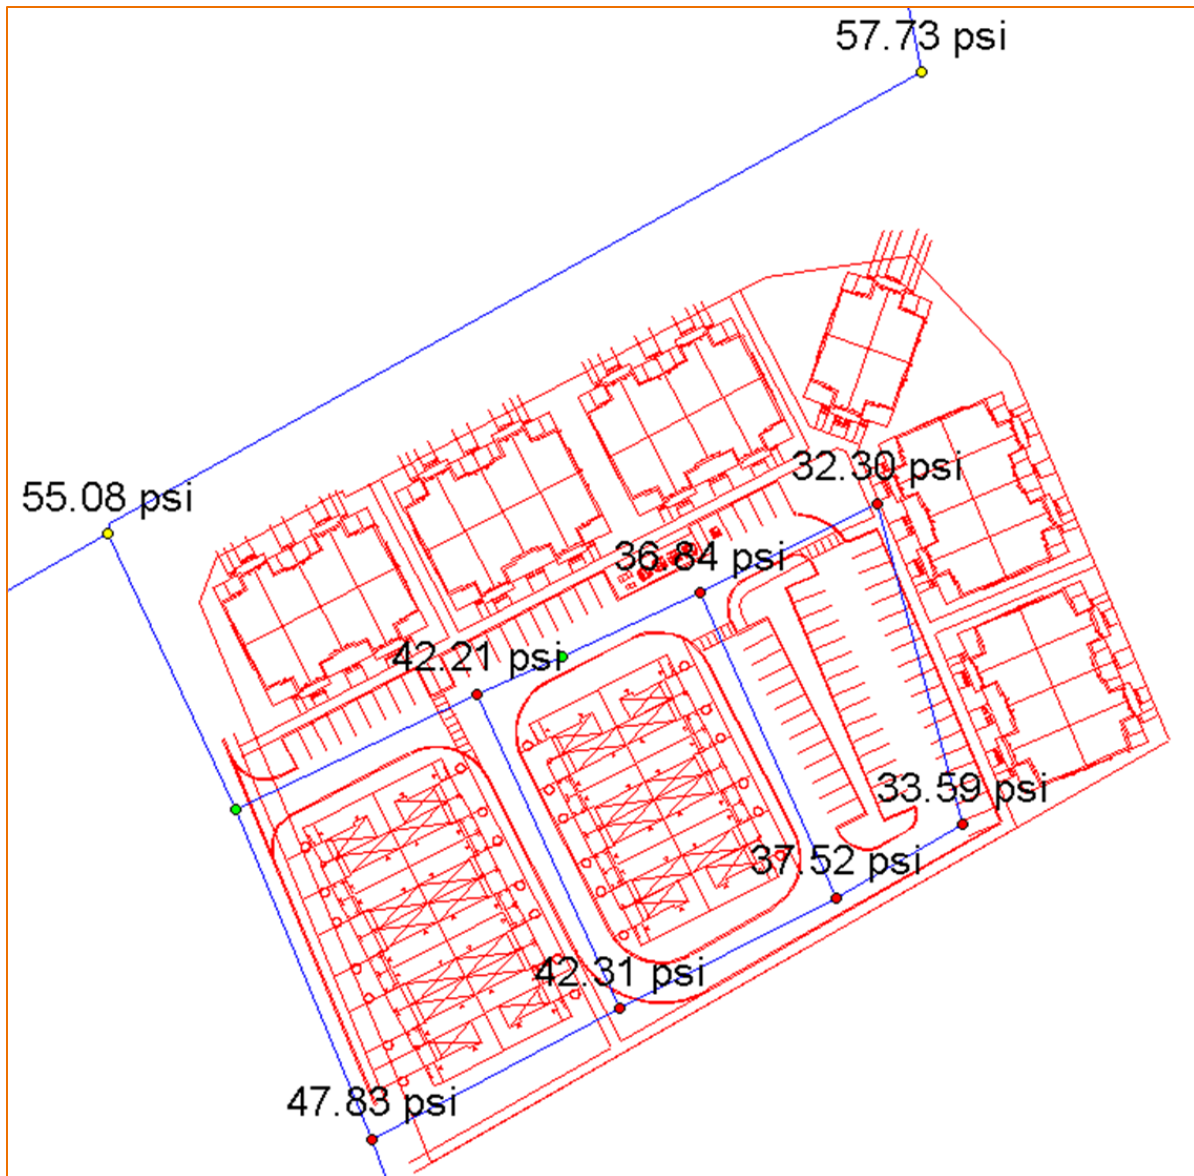 57.73 psi
32.30 psi
55.08 psi
36.84 psi
42.21 psi
33.59 psi
37.52 psi
42.31 psi
47.83 psi